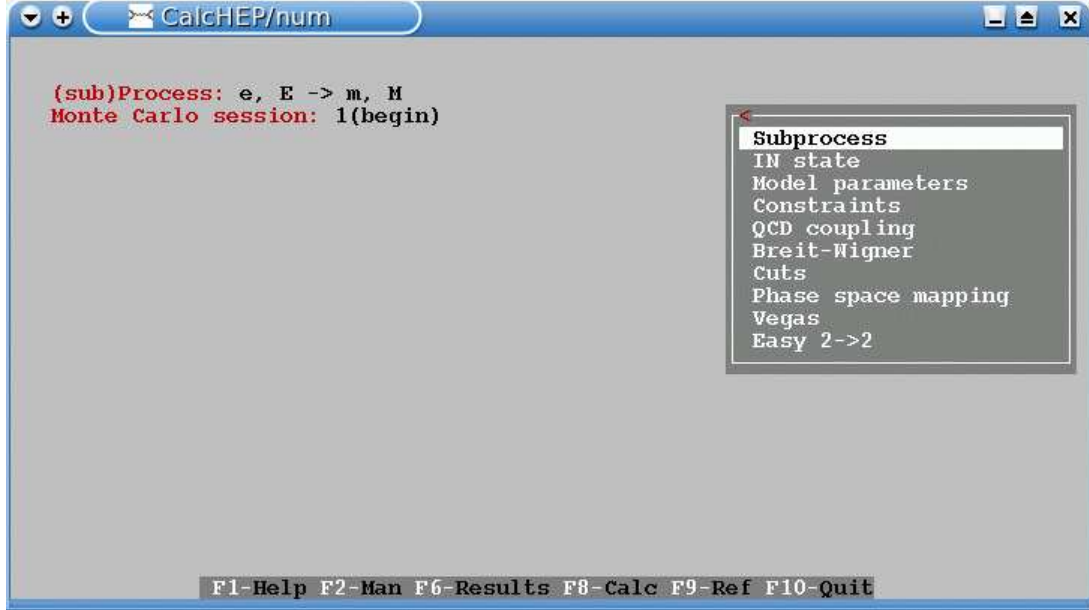 CalcHEP/num
(sub)Process: e, E -> m, M
Monte Carlo session: 1(begin)
<
Subprocess
IN state
Model parameters
Constraints
QCD coupling
Breit-Wigner
Cuts
Phase space mapping
Vegas
Easy 2->2
F1-Help F2-Man F6-Results F8-Calc F9-Ref F10-Quit